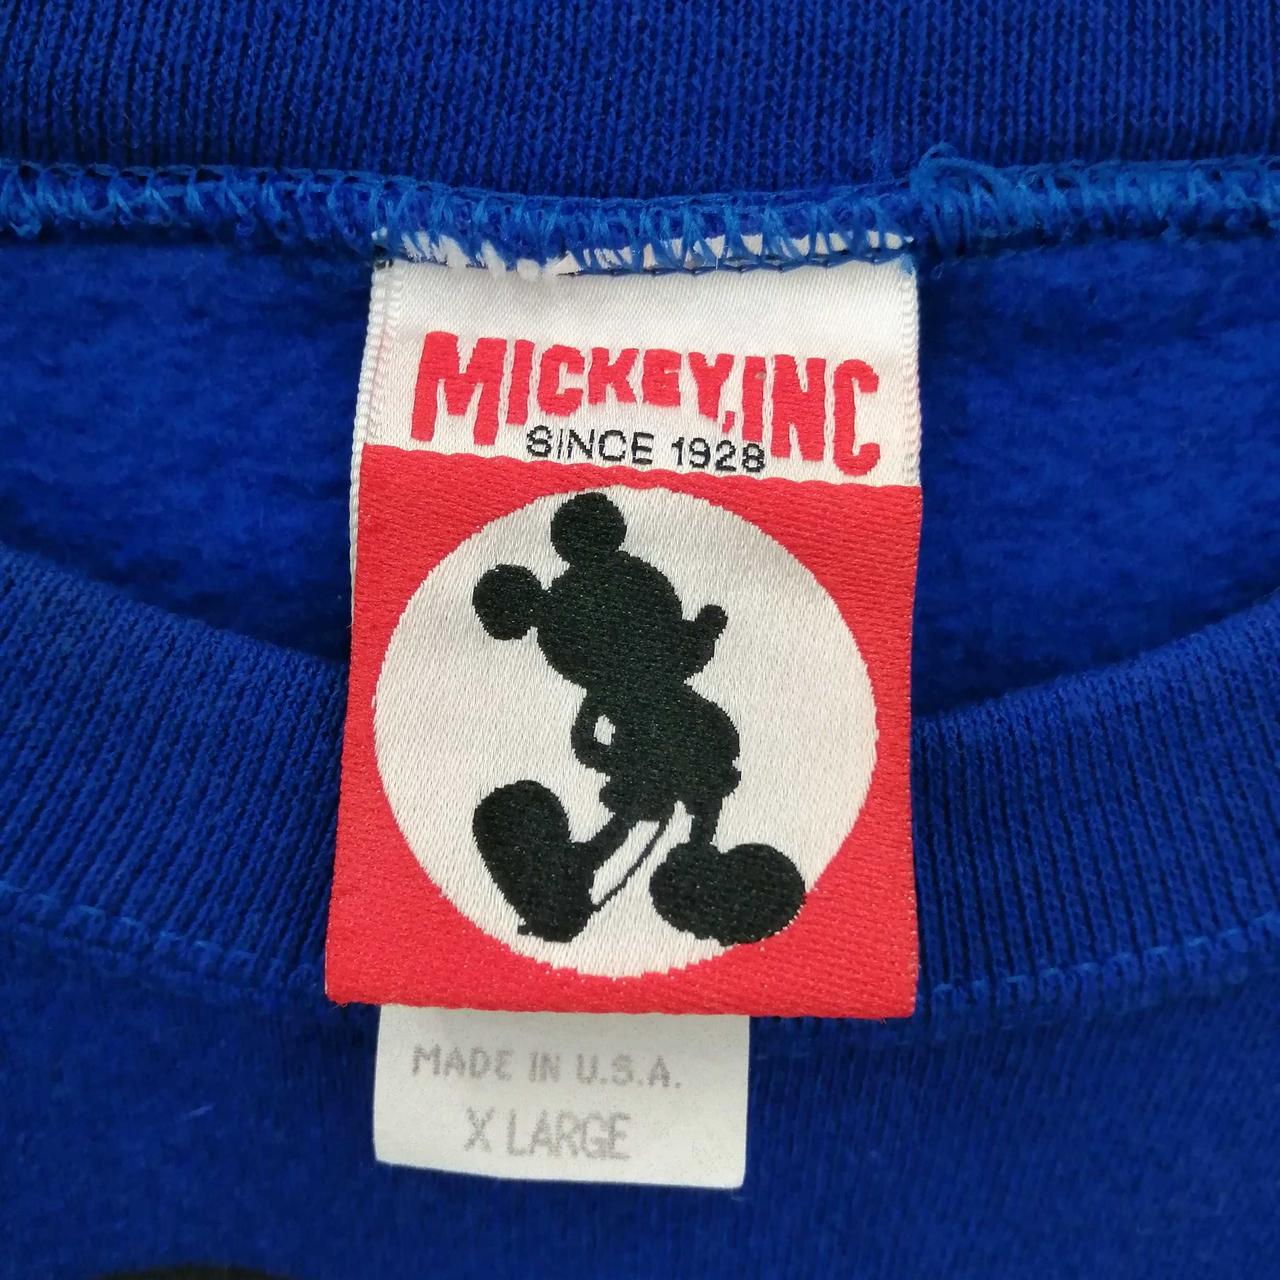 MICKEY, INC
SINCE 1928
MADE IN U.S.A.
X LARGE